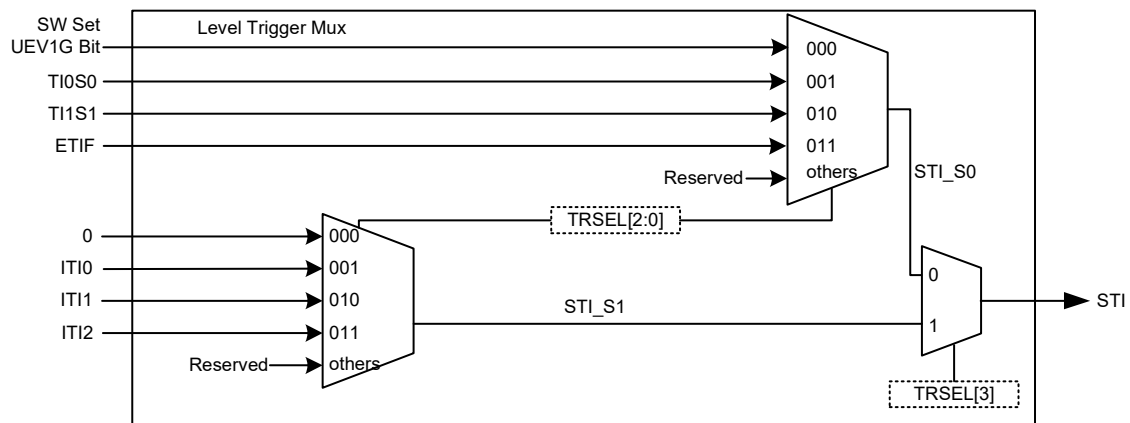 SW Set
UEV1G Bit
Level Trigger Mux
000
TI0S0
001
TI1S1
010
ETIF
011
Reserved
others
STI_S0
TRSEL[2:0]
0
000
ITI0
001
0
ITI1
010
STI_S1
STI
ITI2
011
1
Reserved
others
TRSEL[3]